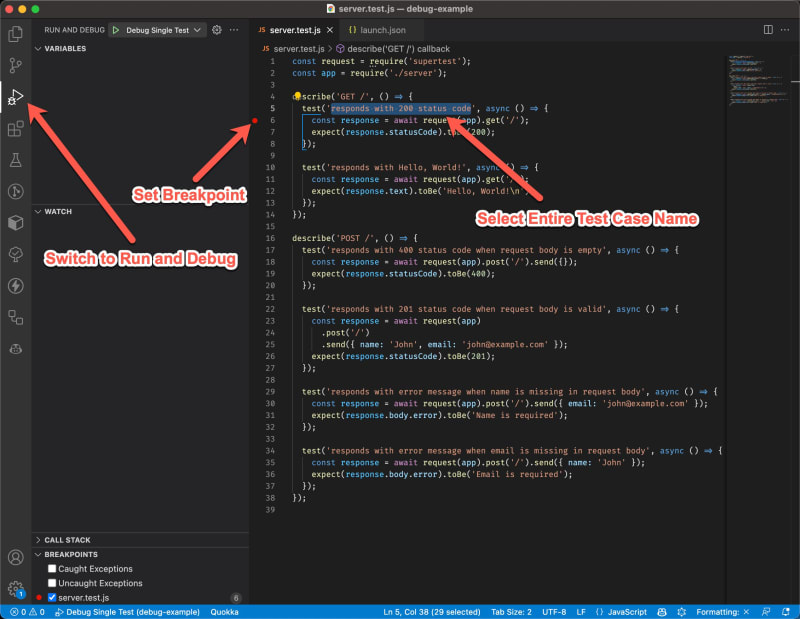 server.test.js — debug-example
RUN AND DEBUG Debug Single Test
JS server.test.js {} launch.json
VARIABLES
JS server.test.js > describe('GET /') callback
1 const request = require('supertest');
2 const app = require('./server');
3
4 scribe('GET /', () => {
5 test('responds with 200 status code', async () => {
6 const response = await request(app).get('/');
7 expect(response.statusCode).to (200);
8 });
9
10 test('responds with Hello, World!', async () => {
11 const response = await request(app).get('
12 expect(response.text).toBe('Hello, World!\n
13 });
14 });
15
16 describe('POST /', () => {
17 test('responds with 400 status code when request body is empty', async () => {
18 const response = await request(app).post('/').send({});
19 expect(response.statusCode).toBe(400);
20 });
21
22 test('responds with 201 status code when request body is valid', async () => {
23 const response = await request(app)
24 .post('/')
25 .send({ name: 'John', email: 'john@example.com' });
26 expect(response.statusCode).toBe(201);
27 });
28
29 test('responds with error message when name is missing in request body', async () => {
30 const response = await request(app).post('/').send({ email: 'john@example.com' });
31 expect(response.body.error).toBe('Name is required');
32 });
33
34 test('responds with error message when email is missing in request body', async () => {
35 const response = await request(app).post('/').send({ name: 'John' });
36 expect(response.body.error).toBe('Email is required');
37 });
38 });
39
Set Breakpoint
Select Entire Test Case Name
WATCH
Switch to Run and Debug
CALL STACK
BREAKPOINTS
Caught Exceptions
Uncaught Exceptions
server.test.js 6
1
0 0 Debug Single Test (debug-example) Quokka Ln 5, Col 38 (29 selected) Tab Size: 2 UTF-8 LF {} JavaScript Formatting: ×